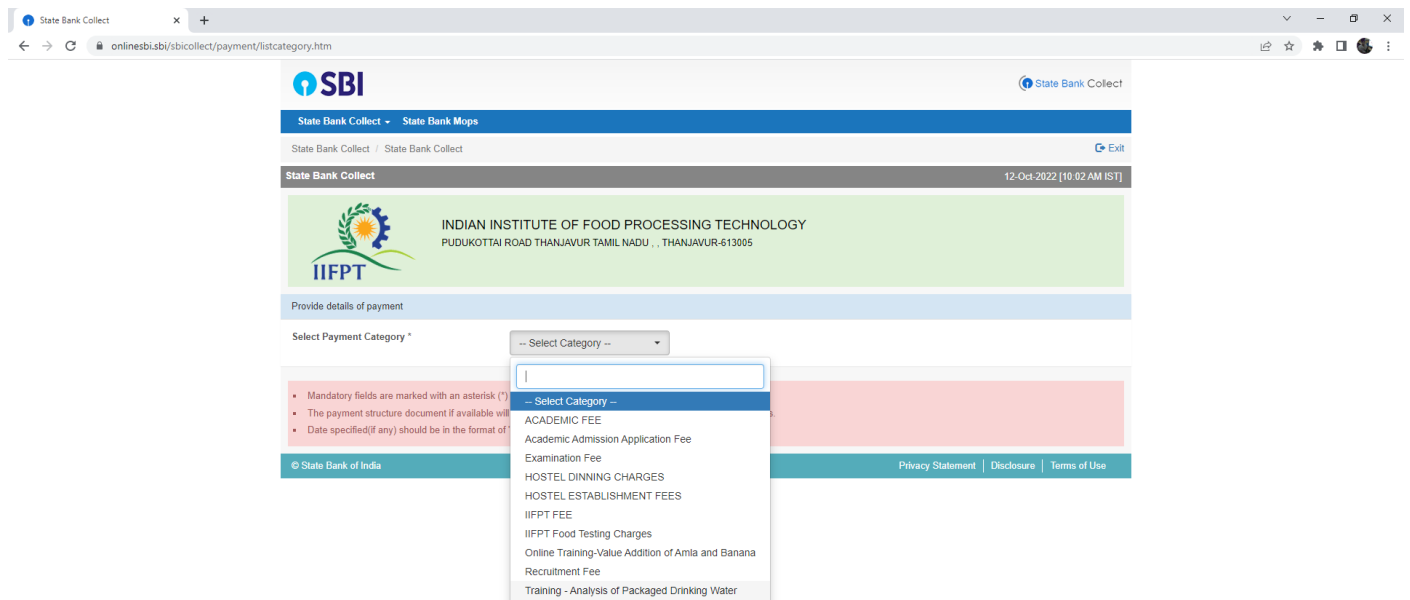 State Bank Collect
onlinesbi.sbi/sbicollect/payment/listcategory.htm
SBI
State Bank Collect
State Bank Collect State Bank Mops
State Bank Collect / State Bank Collect Exit
State Bank Collect 12-Oct-2022 [10:02 AM IST]
IIFPT
INDIAN INSTITUTE OF FOOD PROCESSING TECHNOLOGY
PUDUKOTTAI ROAD THANJAVUR TAMIL NADU , , THANJAVUR-613005
Provide details of payment
Select Payment Category *
-- Select Category --
Mandatory fields are marked with an asterisk (*)
The payment structure document if available will
Date specified(if any) should be in the format of
-- Select Category --
ACADEMIC FEE
Academic Admission Application Fee
Examination Fee
HOSTEL DINNING CHARGES
HOSTEL ESTABLISHMENT FEES
IIFPT FEE
IIFPT Food Testing Charges
Online Training-Value Addition of Amla and Banana
Recruitment Fee
Training - Analysis of Packaged Drinking Water
© State Bank of India
Privacy Statement | Disclosure | Terms of Use